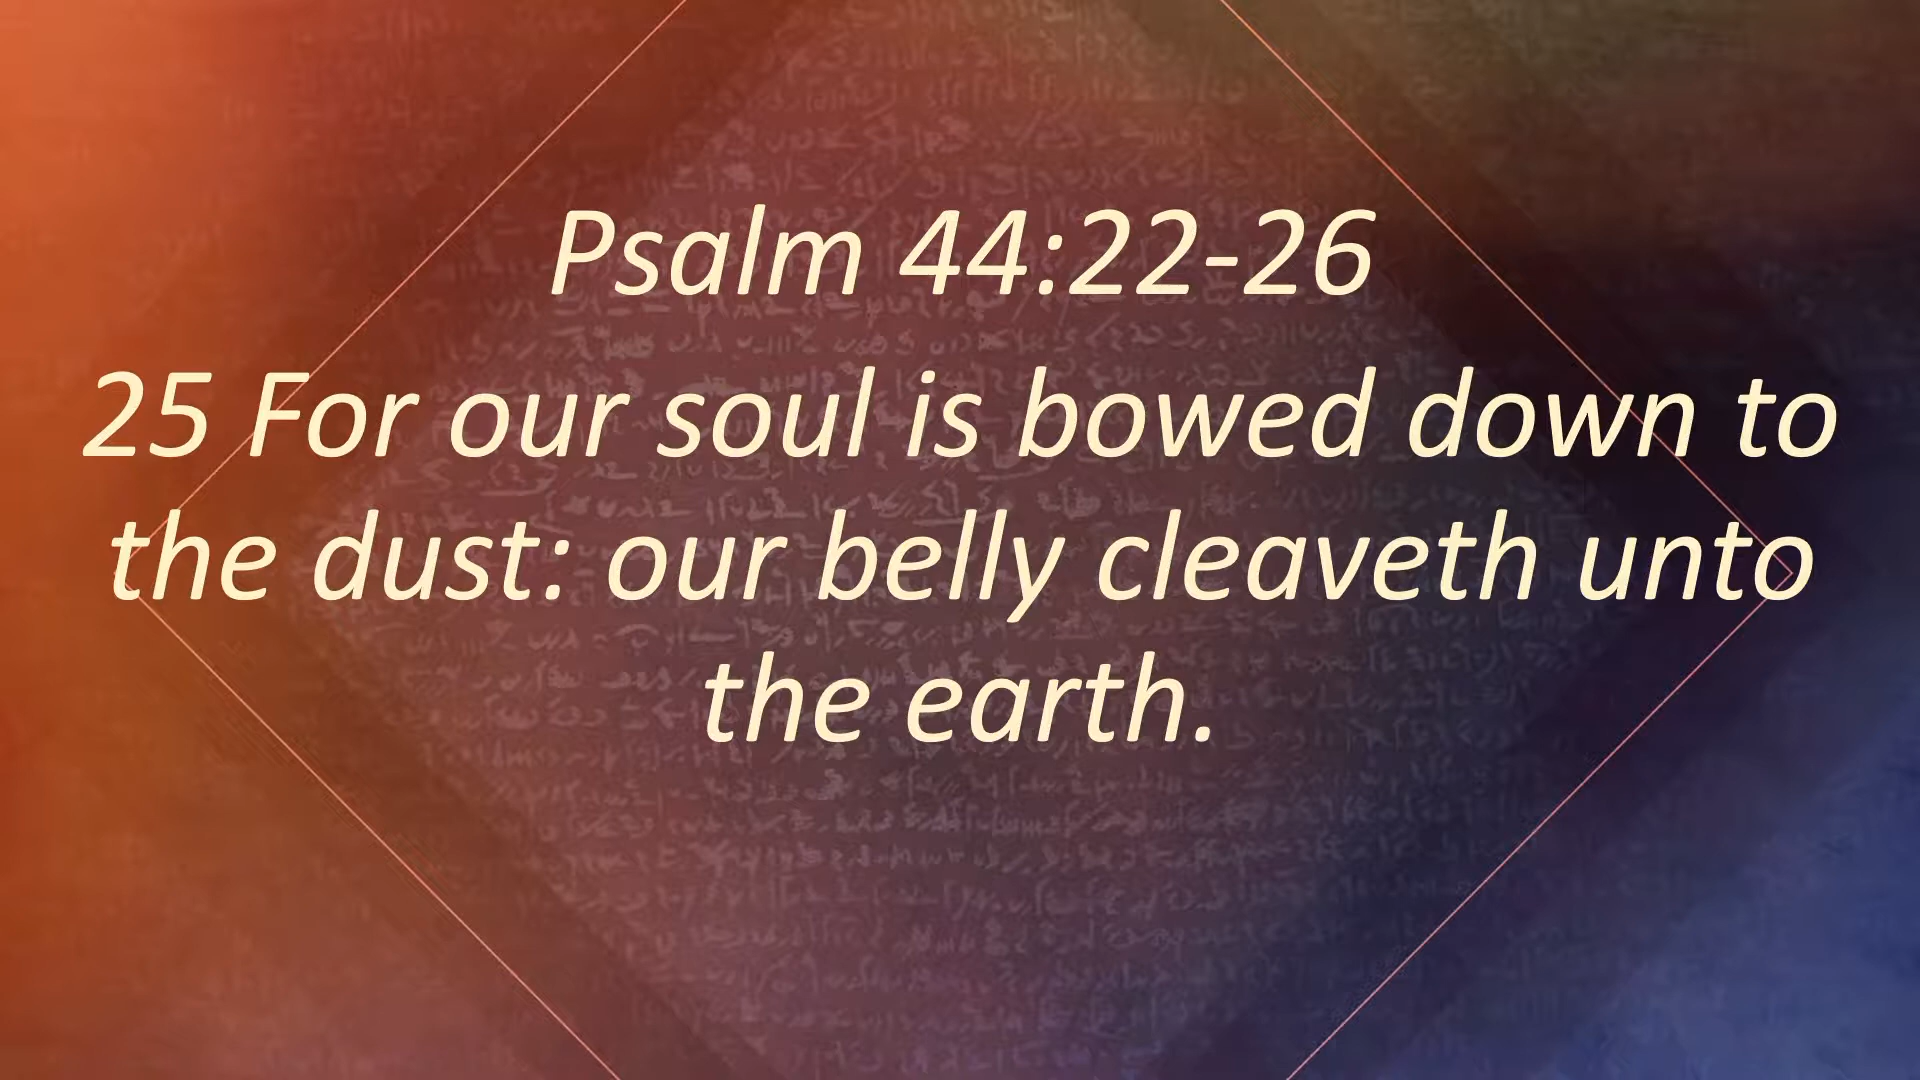 Psalm 44:22-26
25 For our soul is bowed down to
the dust: our belly cleaveth unto
the earth.